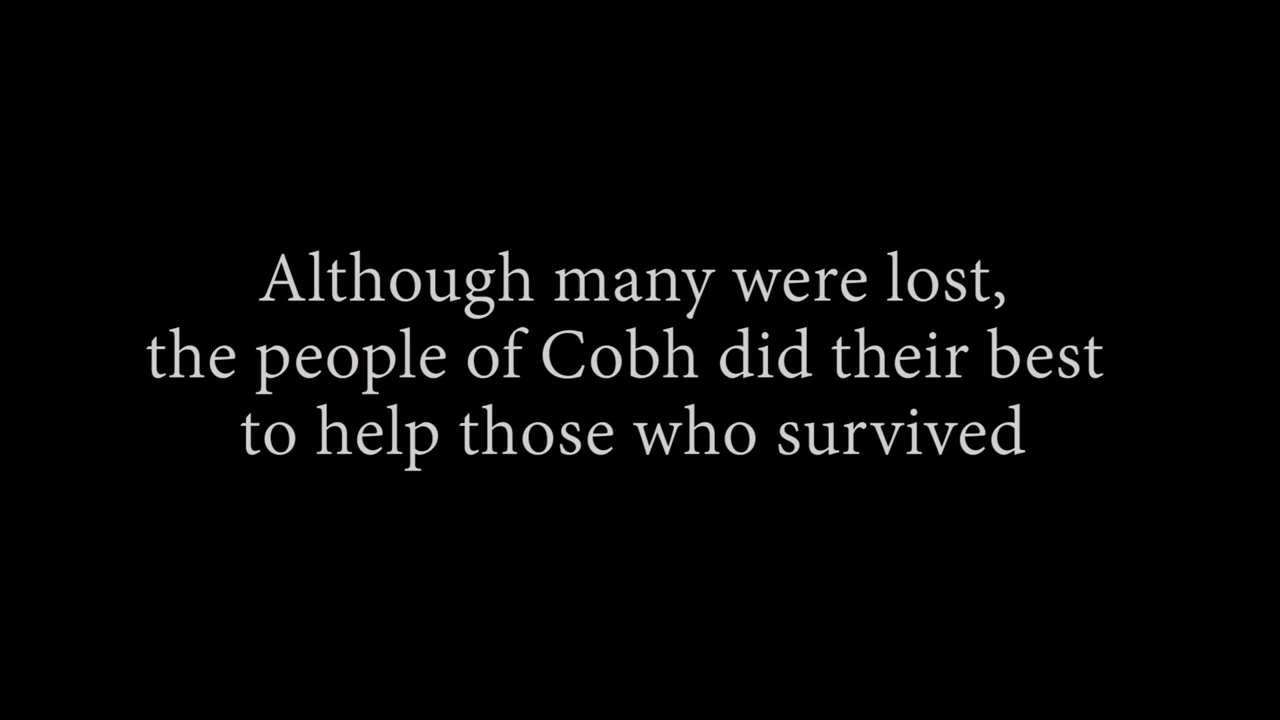 Although many were lost,
the people of Cobh did their best
to help those who survived